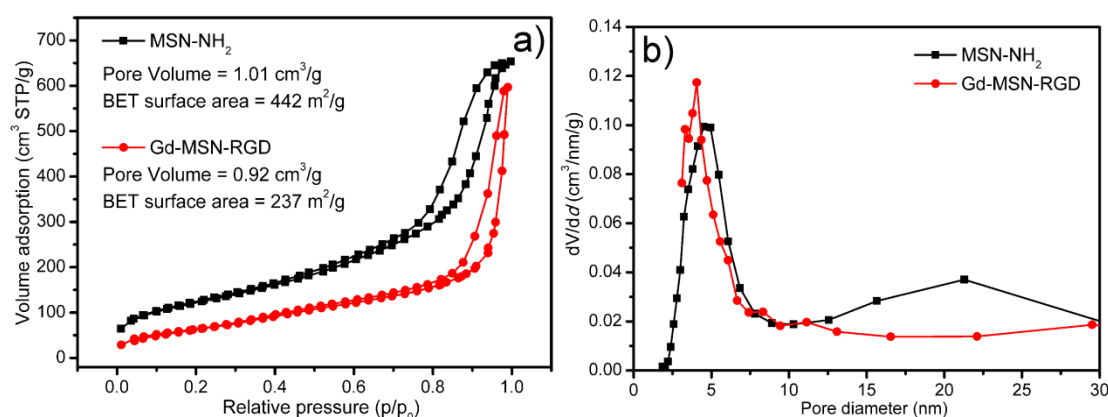 a)
MSN-NH₂
Pore Volume = 1.01 cm³/g
BET surface area = 442 m²/g
Gd-MSN-RGD
Pore Volume = 0.92 cm³/g
BET surface area = 237 m²/g
Volume adsorption (cm³ STP/g)
700
600
500
400
300
200
100
0
0.0 0.2 0.4 0.6 0.8 1.0
Relative pressure (p/p₀)
b)
MSN-NH₂
Gd-MSN-RGD
dV/dd (cm³/nm/g)
0.14
0.12
0.10
0.08
0.06
0.04
0.02
0.00
0 5 10 15 20 25 30
Pore diameter (nm)